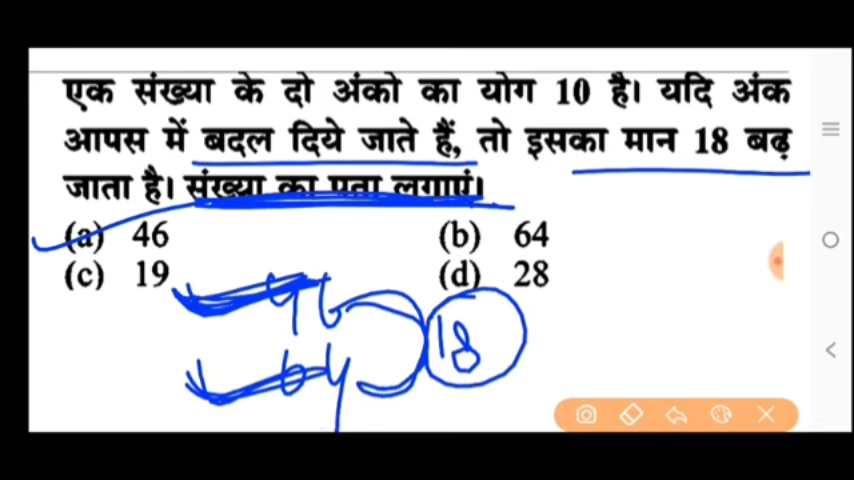 एक संख्या के दो अंको का योग 10 है। यदि अंक
आपस में बदल दिये जाते हैं, तो इसका मान 18 बढ़
जाता है। संख्या का पता लगाएं।
(a) 46 (b) 64
(c) 19 (d) 28
46
18
64